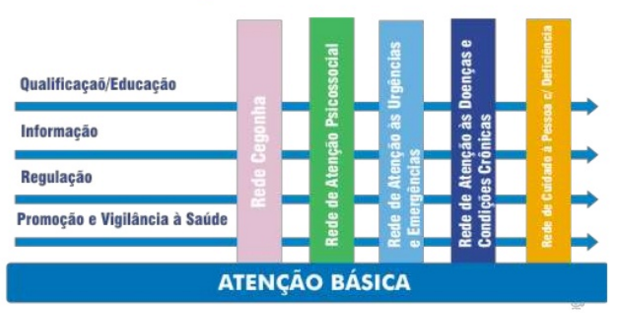 Qualificaçaõ/Educação
Informação
Regulação
Promoção e Vigilância à Saúde
Rede Cegonha
Rede de Atenção Psicossocial
Rede de Atenção às Urgências
e Emergências
Rede de Atenção às Doenças e
Condições Crônicas
Rede de Cuidado à Pessoa c/ Deficiência
ATENÇÃO BÁSICA